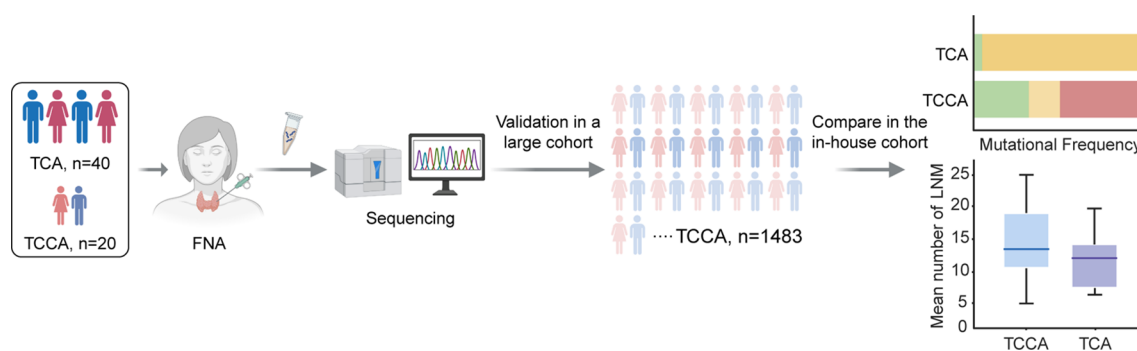 TCA, n=40
TCCA, n=20
FNA
Sequencing
Validation in a
large cohort
.... TCCA, n=1483
Compare in the
in-house cohort
TCA
TCCA
Mutational Frequency
Mean number of LNM
25
20
15
10
5
0
TCCA
TCA